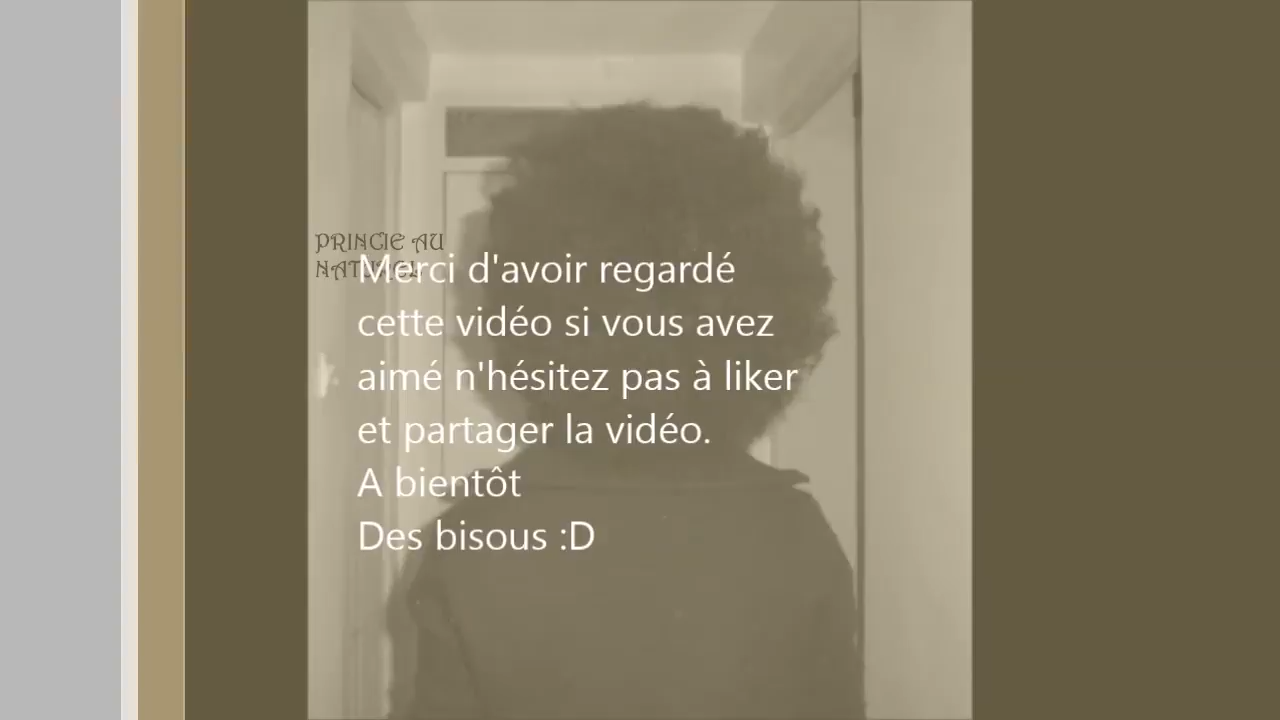 PRINCIE AU
NATUREL
Merci d'avoir regardé
cette vidéo si vous avez
aimé n'hésitez pas à liker
et partager la vidéo.
A bientôt
Des bisous :D